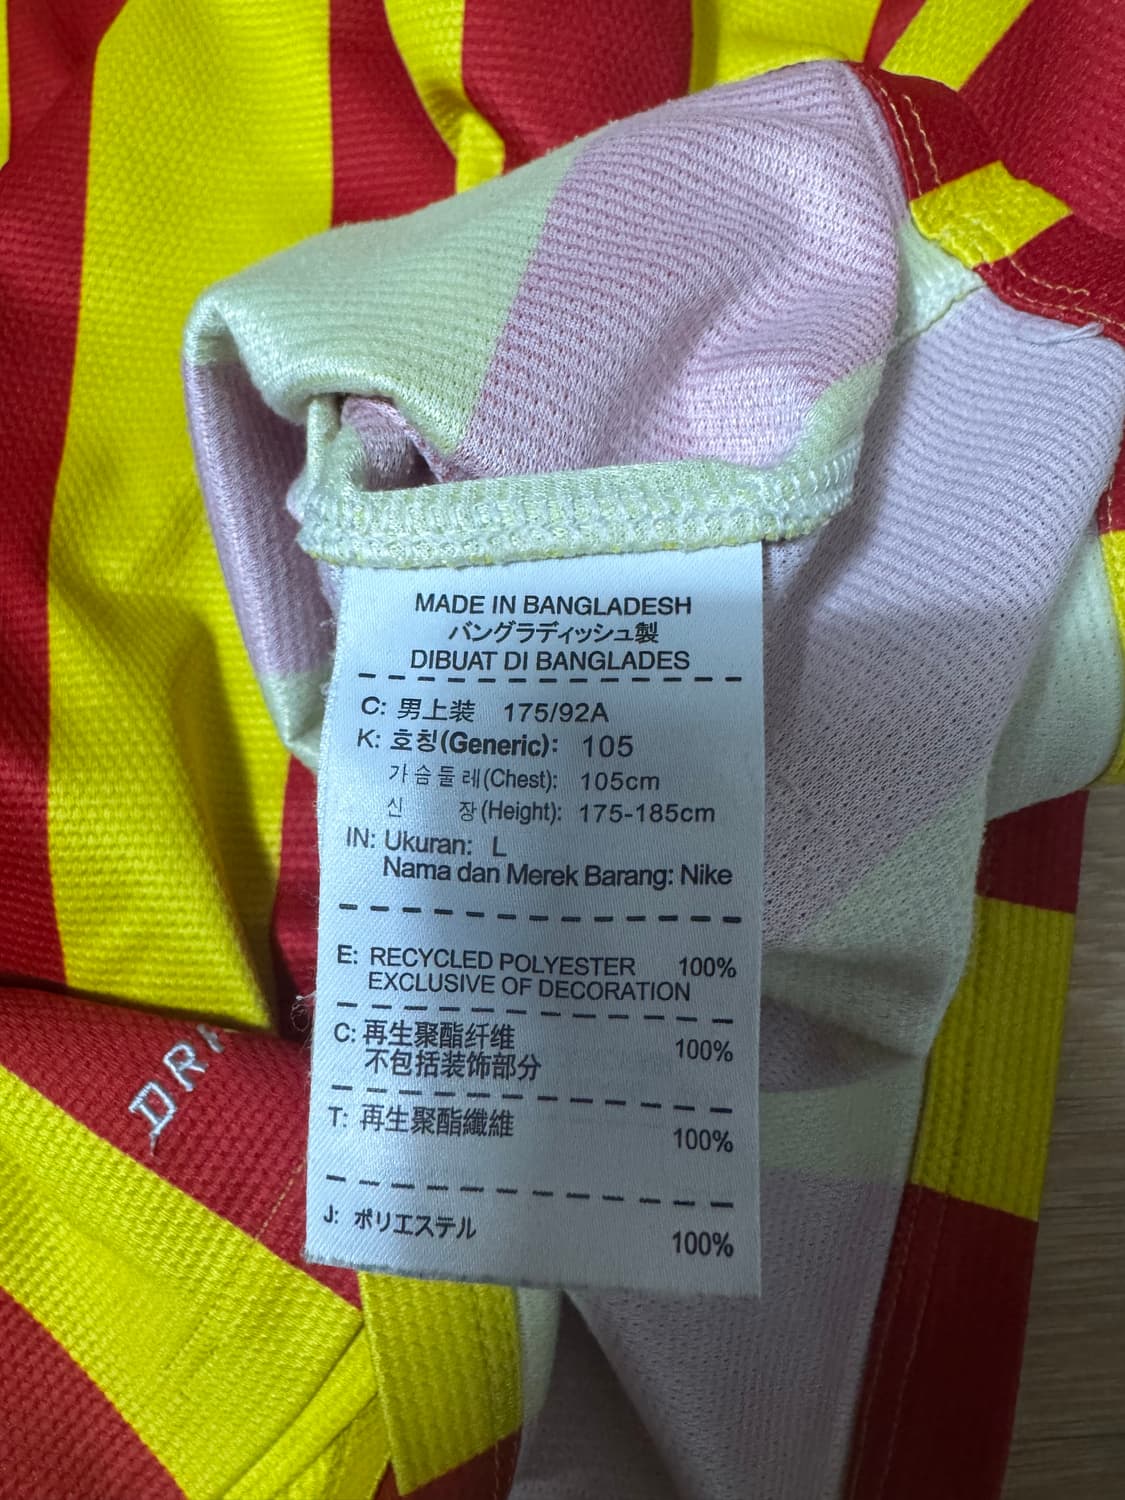 MADE IN BANGLADESH
バングラディッシュ製
DIBUAT DI BANGLADES
C: 男上装 175/92A
K: 호칭(Generic): 105
가슴둘레(Chest): 105cm
신 장(Height): 175-185cm
IN: Ukuran: L
Nama dan Merek Barang: Nike
E: RECYCLED POLYESTER 100%
EXCLUSIVE OF DECORATION
C: 再生聚酯纤维 100%
不包括装饰部分
T: 再生聚酯纖維 100%
J: ポリエステル 100%
DRI